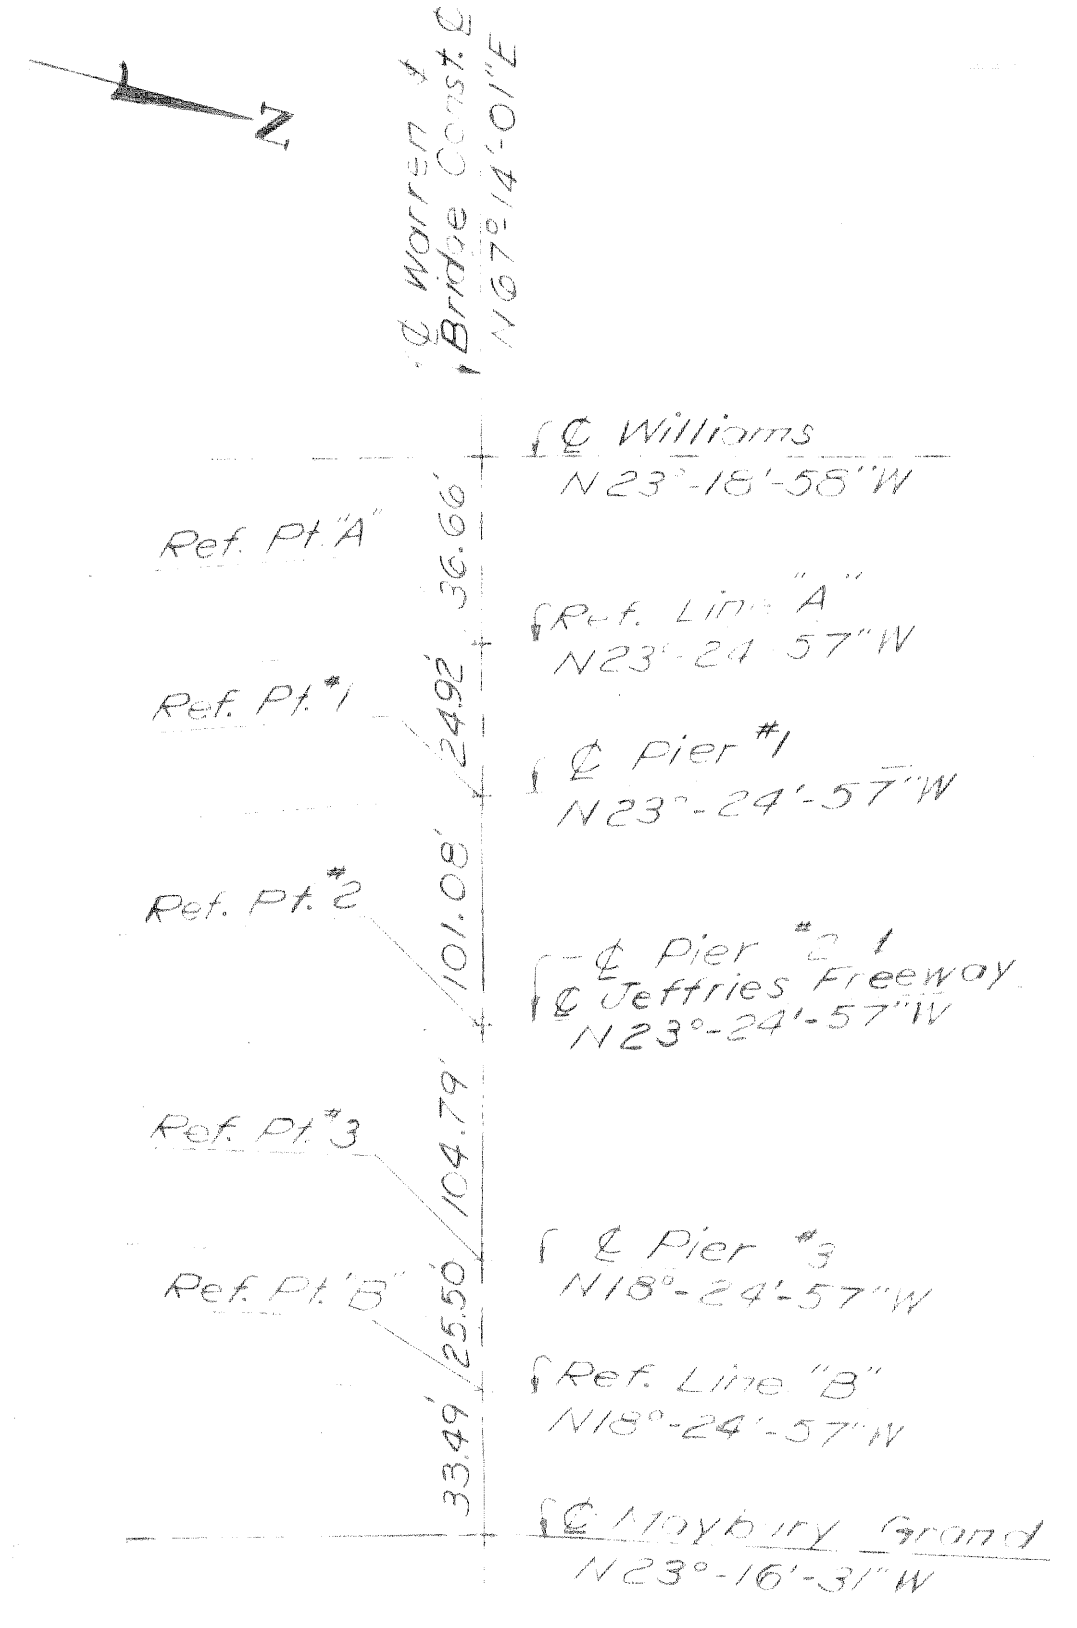 N
℄ Warren &
Bridge Const. ℄
N67°-14'-01"E
℄ Williams
N23°-18'-58"W
36.66'
Ref. Pt. "A"
Ref. Line "A"
N23°-24'-57"W
24.92'
Ref. Pt. #1
℄ Pier #1
N23°-24'-57"W
101.08'
Ref. Pt. #2
℄ Pier #2 &
℄ Jeffries Freeway
N23°-24'-57"W
104.79'
Ref. Pt. #3
℄ Pier #3
N18°-24'-57"W
25.50'
Ref. Pt. "B"
Ref. Line "B"
N18°-24'-57"W
33.49'
℄ Maybury Grand
N23°-16'-31"W